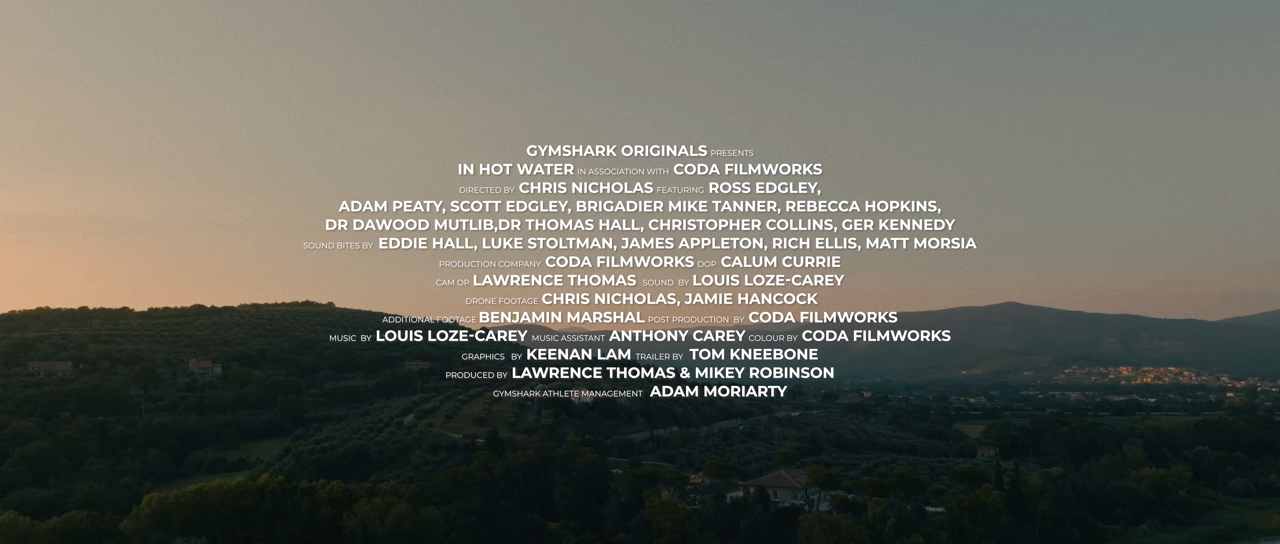 GYMSHARK ORIGINALS PRESENTS
IN HOT WATER IN ASSOCIATION WITH CODA FILMWORKS
DIRECTED BY CHRIS NICHOLAS FEATURING ROSS EDGLEY,
ADAM PEATY, SCOTT EDGLEY, BRIGADIER MIKE TANNER, REBECCA HOPKINS,
DR DAWOOD MUTLIB,DR THOMAS HALL, CHRISTOPHER COLLINS, GER KENNEDY
SOUND BITES BY EDDIE HALL, LUKE STOLTMAN, JAMES APPLETON, RICH ELLIS, MATT MORSIA
PRODUCTION COMPANY CODA FILMWORKS DOP CALUM CURRIE
CAM OP LAWRENCE THOMAS SOUND BY LOUIS LOZE-CAREY
DRONE FOOTAGE CHRIS NICHOLAS, JAMIE HANCOCK
ADDITIONAL FOOTAGE BENJAMIN MARSHAL POST PRODUCTION BY CODA FILMWORKS
MUSIC BY LOUIS LOZE-CAREY MUSIC ASSISTANT ANTHONY CAREY COLOUR BY CODA FILMWORKS
GRAPHICS BY KEENAN LAM TRAILER BY TOM KNEEBONE
PRODUCED BY LAWRENCE THOMAS & MIKEY ROBINSON
GYMSHARK ATHLETE MANAGEMENT ADAM MORIARTY